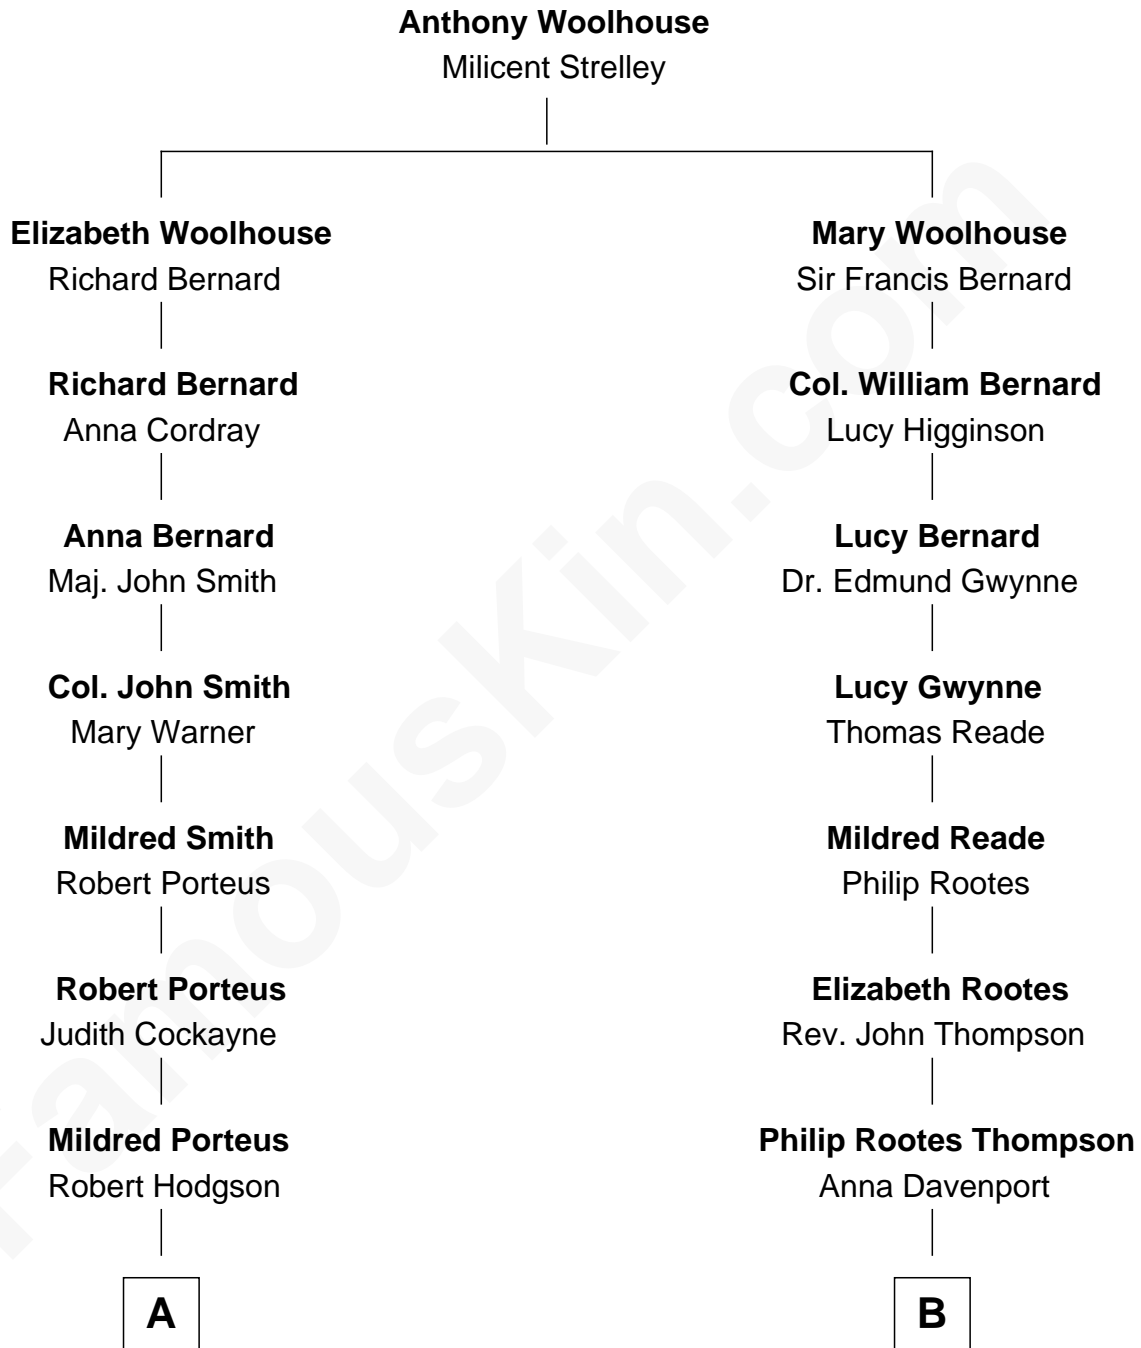 Anthony Woolhouse
Milicent Strelley
Elizabeth Woolhouse
Richard Bernard
Mary Woolhouse
Sir Francis Bernard
Richard Bernard
Anna Cordray
Col. William Bernard
Lucy Higginson
Anna Bernard
Maj. John Smith
Lucy Bernard
Dr. Edmund Gwynne
Col. John Smith
Mary Warner
Lucy Gwynne
Thomas Reade
Mildred Smith
Robert Porteus
Mildred Reade
Philip Rootes
Robert Porteus
Judith Cockayne
Elizabeth Rootes
Rev. John Thompson
Mildred Porteus
Robert Hodgson
Philip Rootes Thompson
Anna Davenport
A
B
FamousKin.com